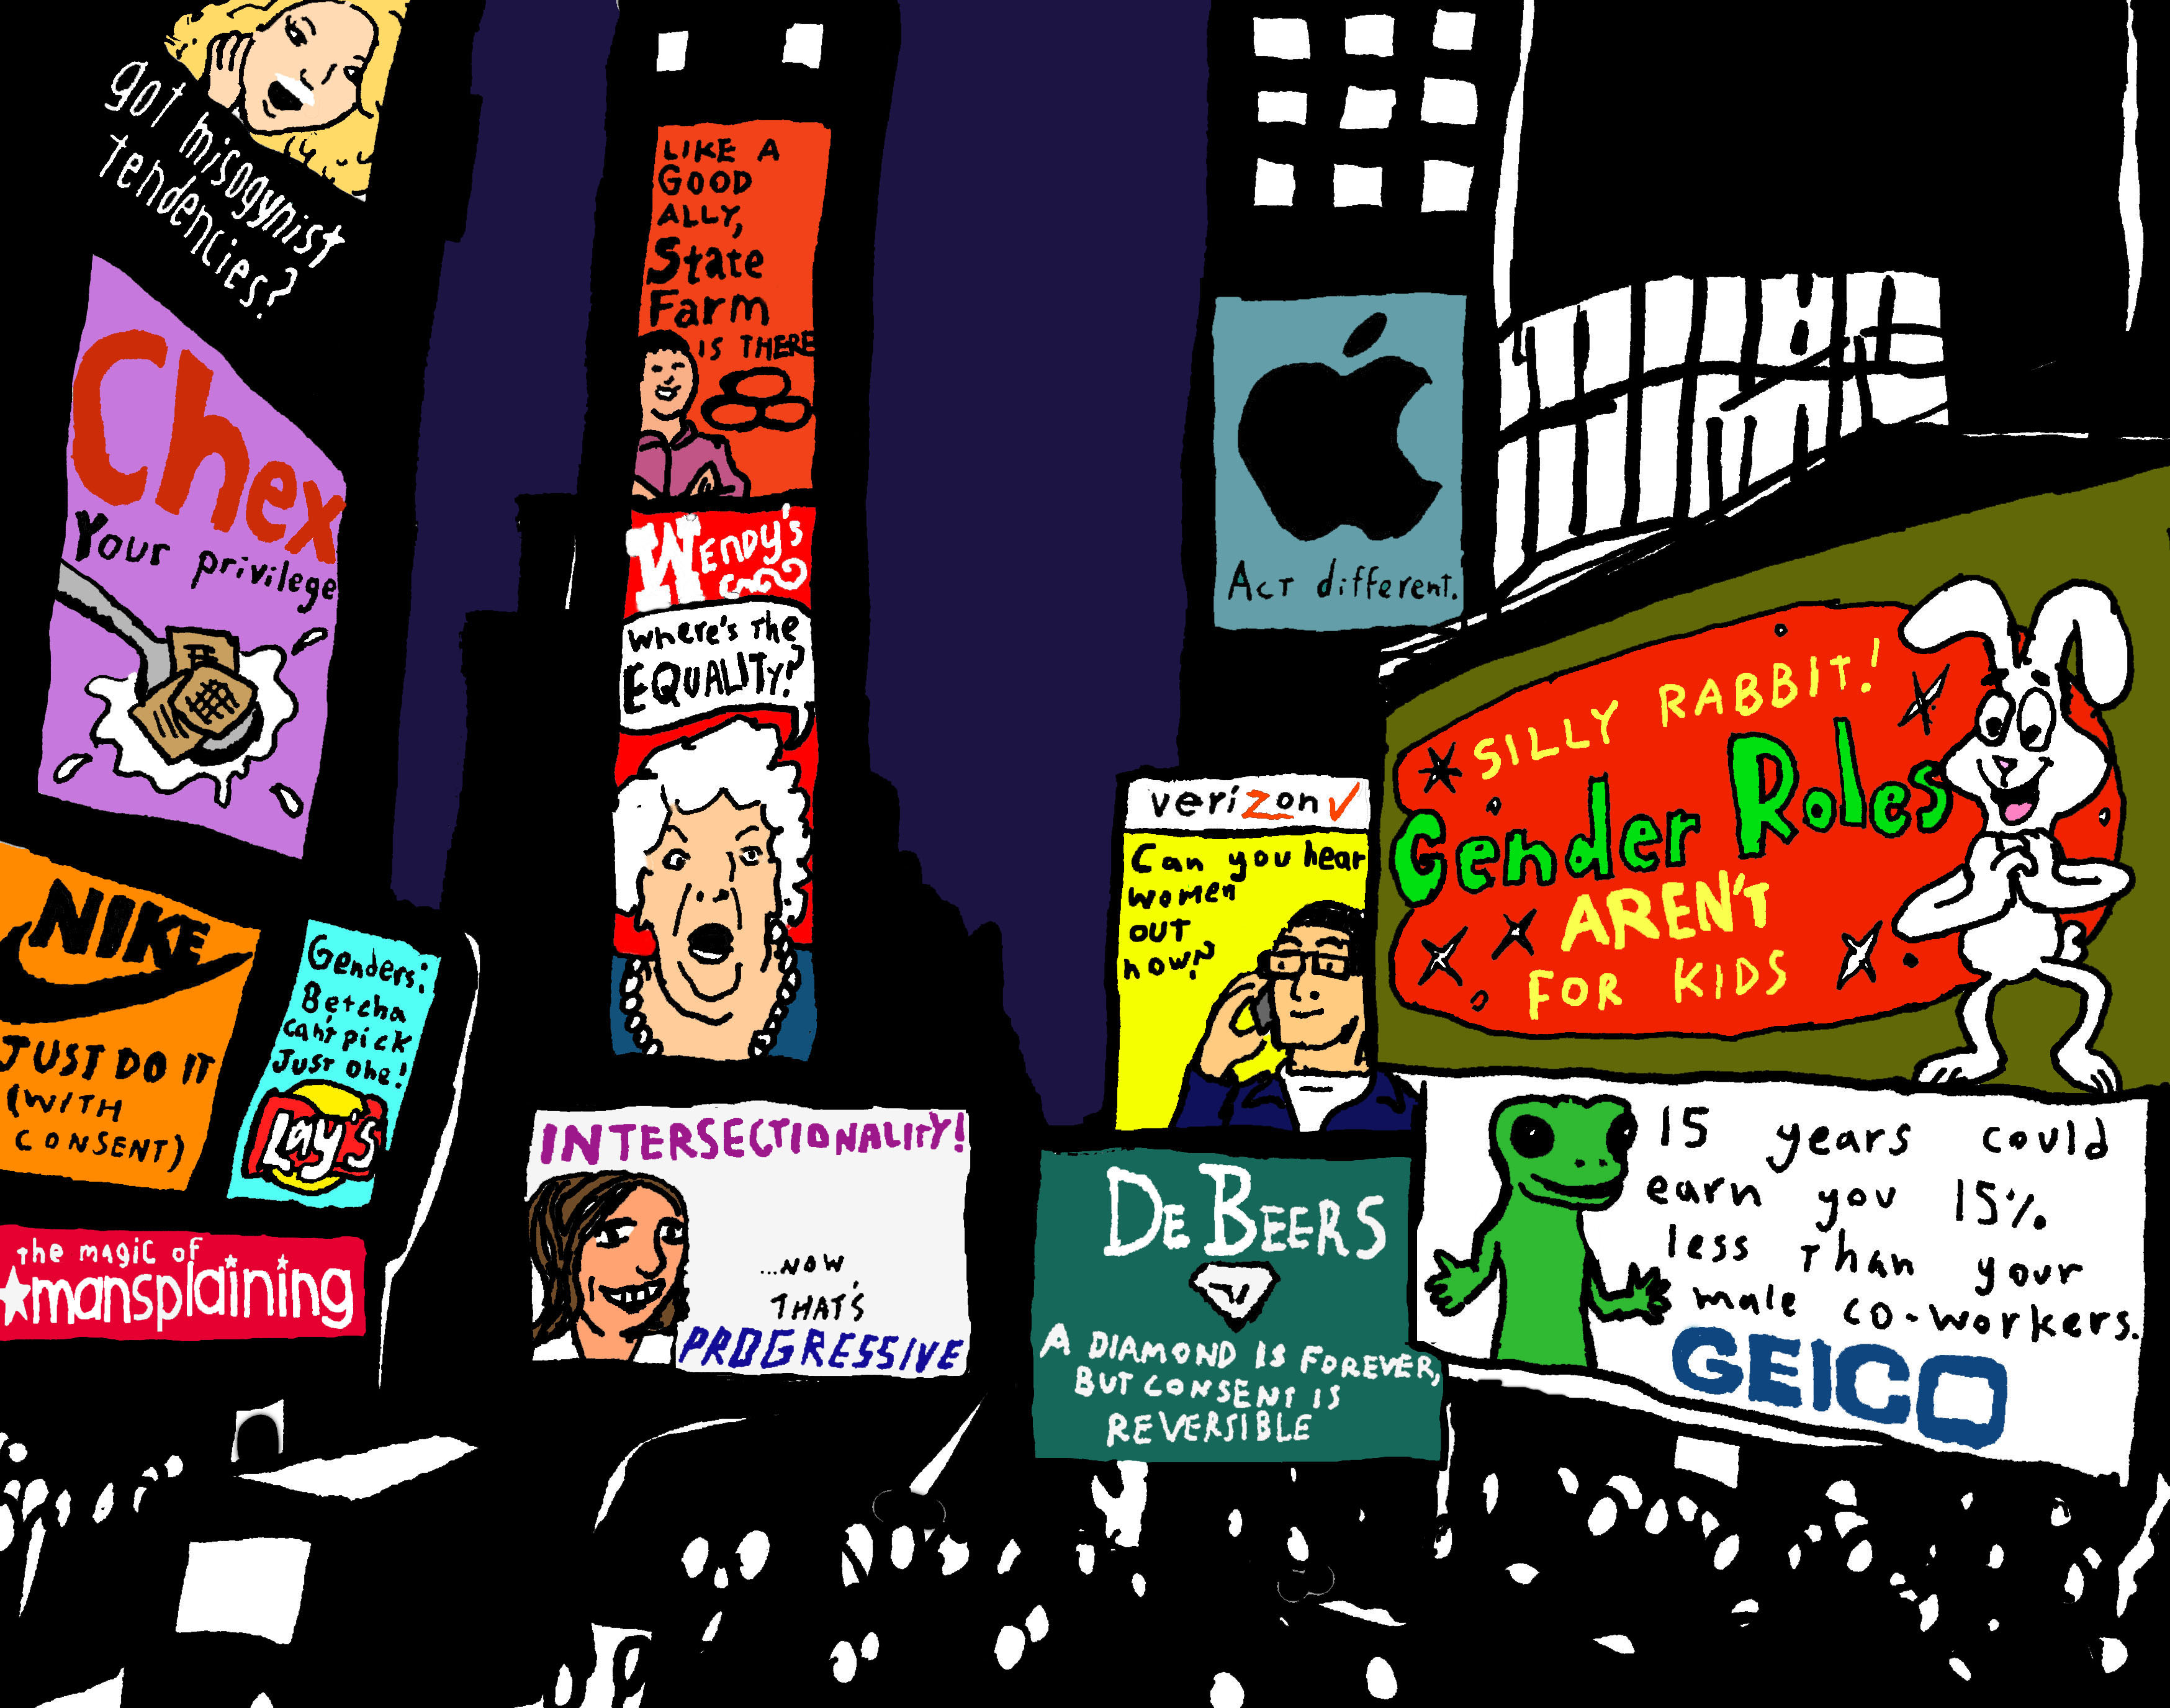 got misogynist
tendencies?
Chex
Your privilege
NIKE
JUST DO IT
(WITH
CONSENT)
Genders:
Betcha
can't pick
Just one!
Lay's
the magic of
mansplaining
LIKE A
GOOD
ALLY,
State
Farm
IS THERE
WENDY'S
Where's the
EQUALITY?
INTERSECTIONALITY!
...NOW
THAT'S
PROGRESSIVE
ACT different.
verizon
Can you hear
women
out
now?
DE BEERS
A DIAMOND IS FOREVER,
BUT CONSENT IS
REVERSIBLE
SILLY RABBIT!
Gender Roles
AREN'T
FOR KIDS
15 years could
earn you 15%
less than your
male co-workers.
GEICO